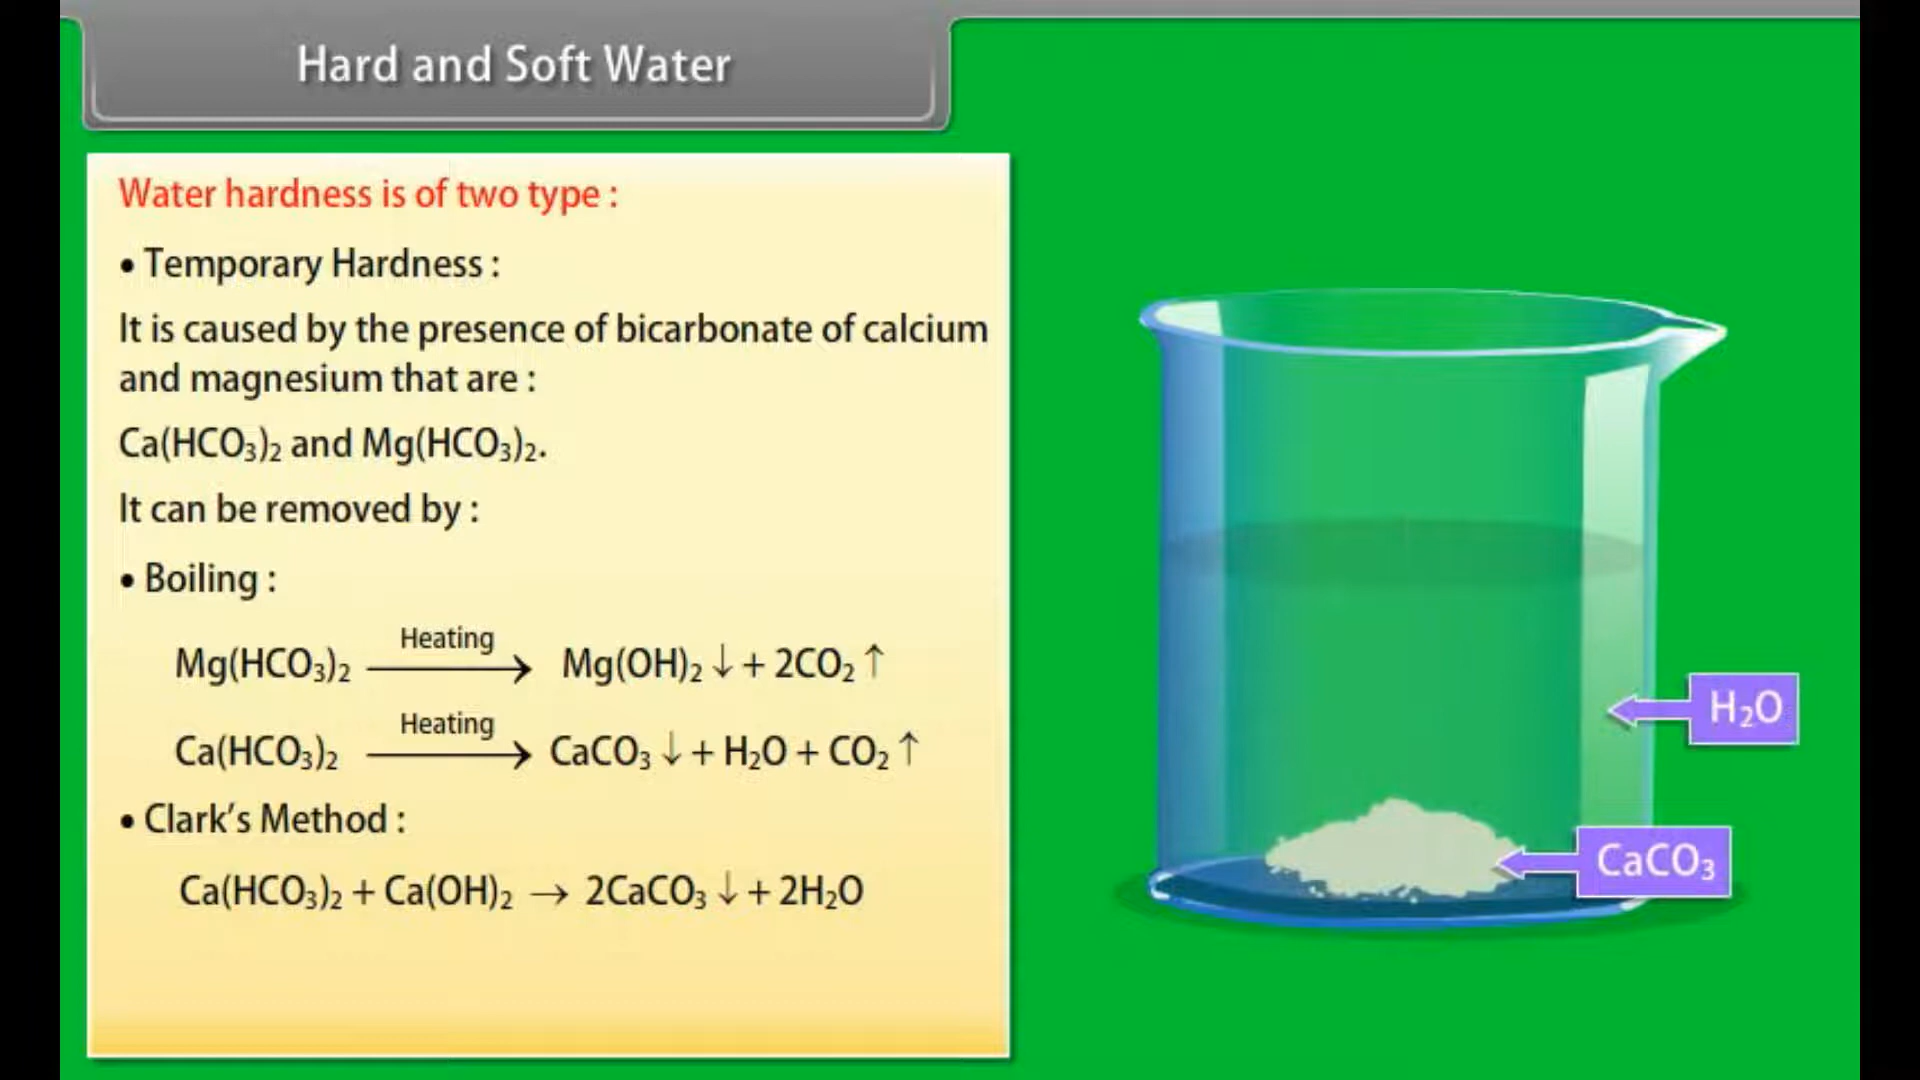 Hard and Soft Water
Water hardness is of two type :
• Temporary Hardness :
It is caused by the presence of bicarbonate of calcium
and magnesium that are :
Ca(HCO₃)₂ and Mg(HCO₃)₂.
It can be removed by :
• Boiling :
Heating
Mg(HCO₃)₂ ⟶ Mg(OH)₂ ↓ + 2CO₂ ↑
Heating
Ca(HCO₃)₂ ⟶ CaCO₃ ↓ + H₂O + CO₂ ↑
• Clark's Method :
Ca(HCO₃)₂ + Ca(OH)₂ → 2CaCO₃ ↓ + 2H₂O
H₂O
CaCO₃